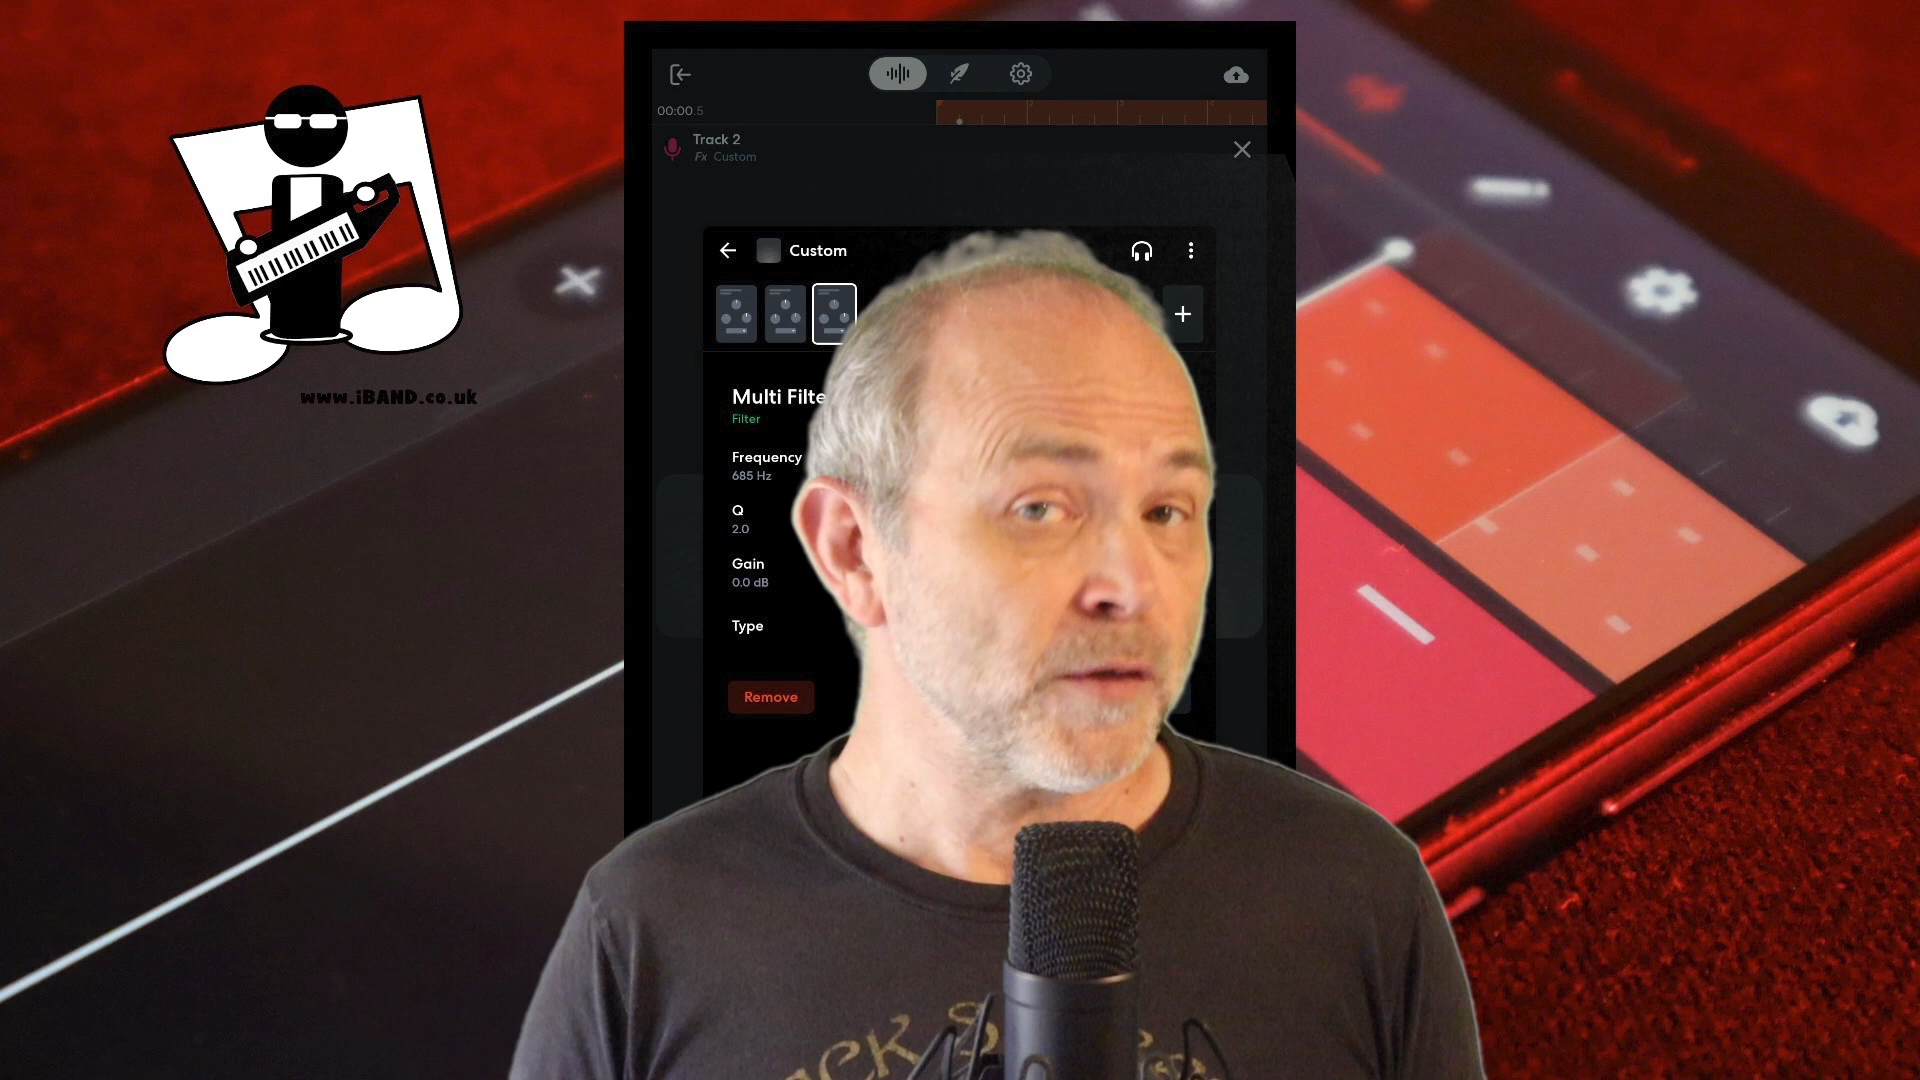 00:00.5
Track 2
Fx Custom
Custom
Multi Filte
Filter
Frequency
685 Hz
Q
2.0
Gain
0.0 dB
Type
Remove
www.iBAND.co.uk